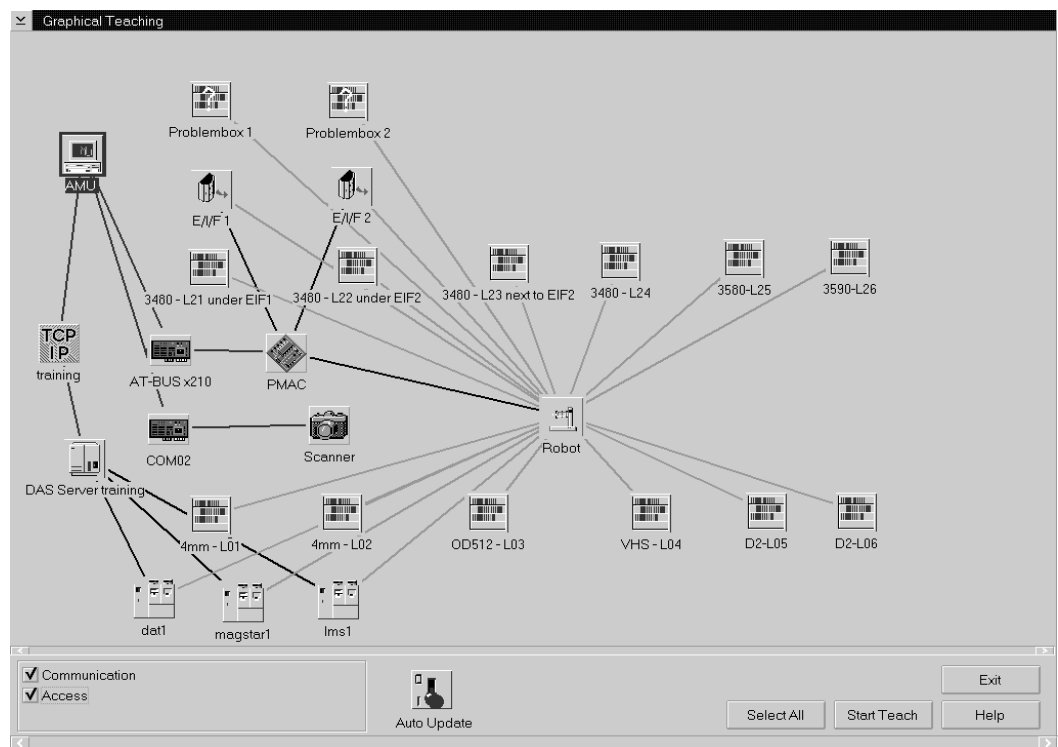 Graphical Teaching
Problembox 1
Problembox 2
AMU
E/I/F 1
E/I/F 2
3480 - L21 under EIF1
3480 - L22 under EIF2
3480 - L23 next to EIF2
3480 - L24
3580-L25
3590-L26
TCP
IP
training
AT-BUS x210
PMAC
COM02
Scanner
Robot
DAS Server training
4mm - L01
4mm - L02
OD512 - L03
VHS - L04
D2-L05
D2-L06
dat1
magstar1
lms1
Communication
Access
Auto Update
Select All
Start Teach
Exit
Help